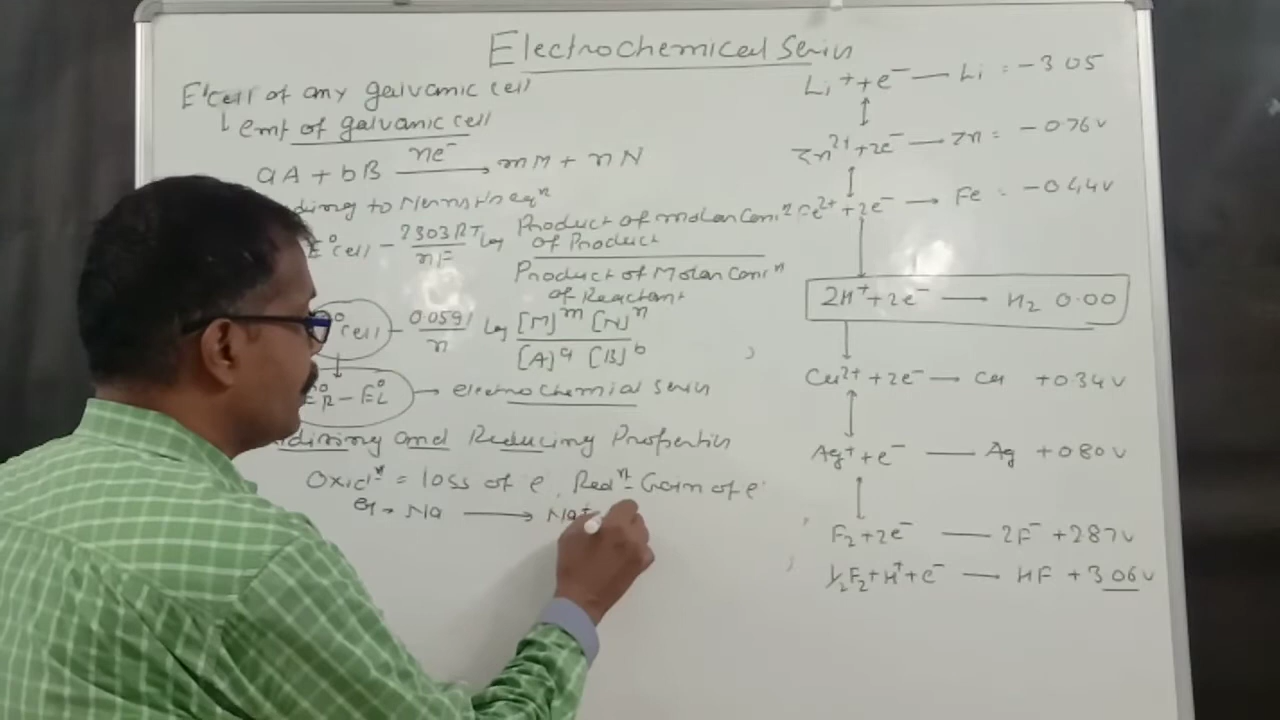 Electrochemical Series
E°cell of any galvanic cell
emf of galvanic cell
aA + bB ne⁻ → mM + nN
ding to Nernst's eqⁿ
E°cell − 2303RT/nF log Product of molar Concⁿ of Product / Product of Molar Concⁿ of Reactant
°cell − 0.0591/n log [M]ᵐ [N]ⁿ / [A]ᵃ [B]ᵇ
E°R − E°L → electrochemical series
dising and Reducing Properties
Oxidⁿ = loss of e, Redⁿ = Gain of e⁻
eg. Na → Na⁺
Li⁺ + e⁻ — Li = −3 05
Zn²⁺ + 2e⁻ → Zn = −0.76v
Fe²⁺ + 2e⁻ → Fe = −0.44v
2H⁺ + 2e⁻ → H₂ 0.00
Cu²⁺ + 2e⁻ — Cu +0.34v
Ag⁺ + e⁻ — Ag +0.80v
F₂ + 2e⁻ — 2F⁻ +2.87v
½F₂ + H⁺ + e⁻ — HF +3.06v